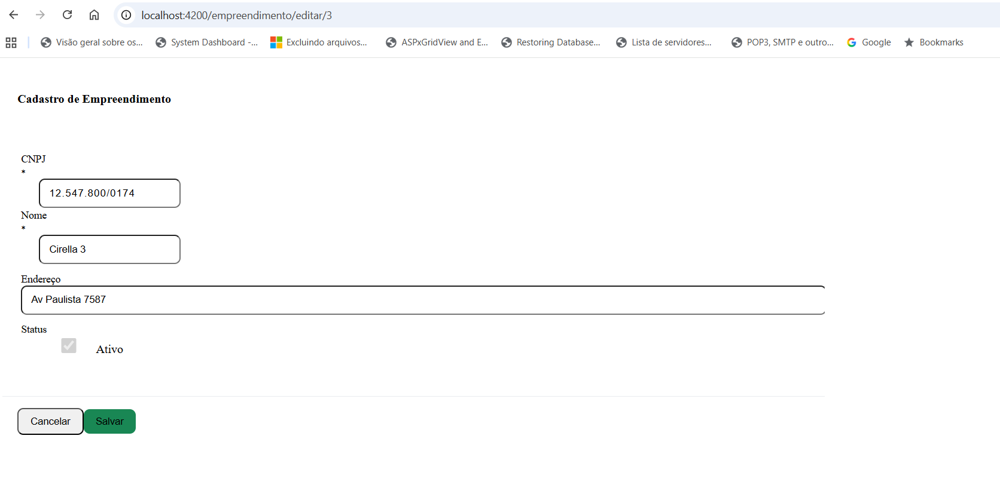 localhost:4200/empreendimento/editar/3
Visão geral sobre os... System Dashboard -... Excluindo arquivos... ASPxGridView and E... Restoring Database... Lista de servidores... POP3, SMTP e outro... Google Bookmarks
Cadastro de Empreendimento
CNPJ
*
12.547.800/0174
Nome
*
Cirella 3
Endereço
Av Paulista 7587
Status
Ativo
Cancelar Salvar